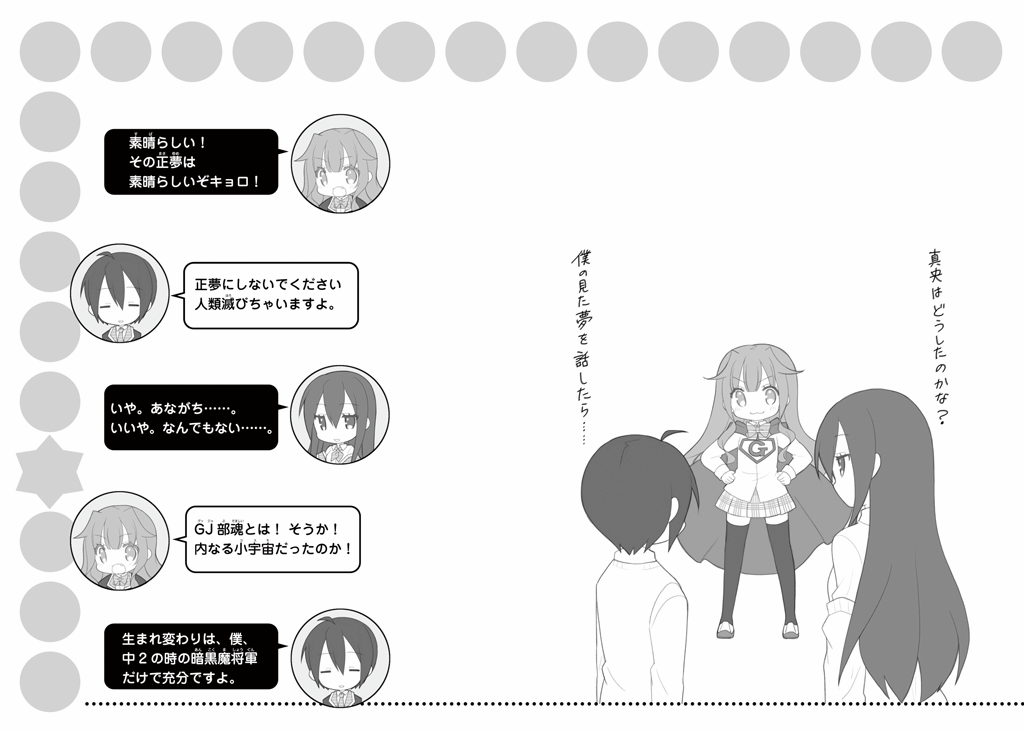 真央はどうしたのかな?
僕の見た夢を話したら……
G
素晴らしい!
その正夢は
素晴らしいぞキョロ!
正夢にしないでください
人類滅びちゃいますよ。
いや。あながち……。
いいや。なんでもない……。
GJ部魂とは! そうか!
内なる小宇宙だったのか!
生まれ変わりは、僕、
中2の時の暗黒魔将軍
だけで充分ですよ。